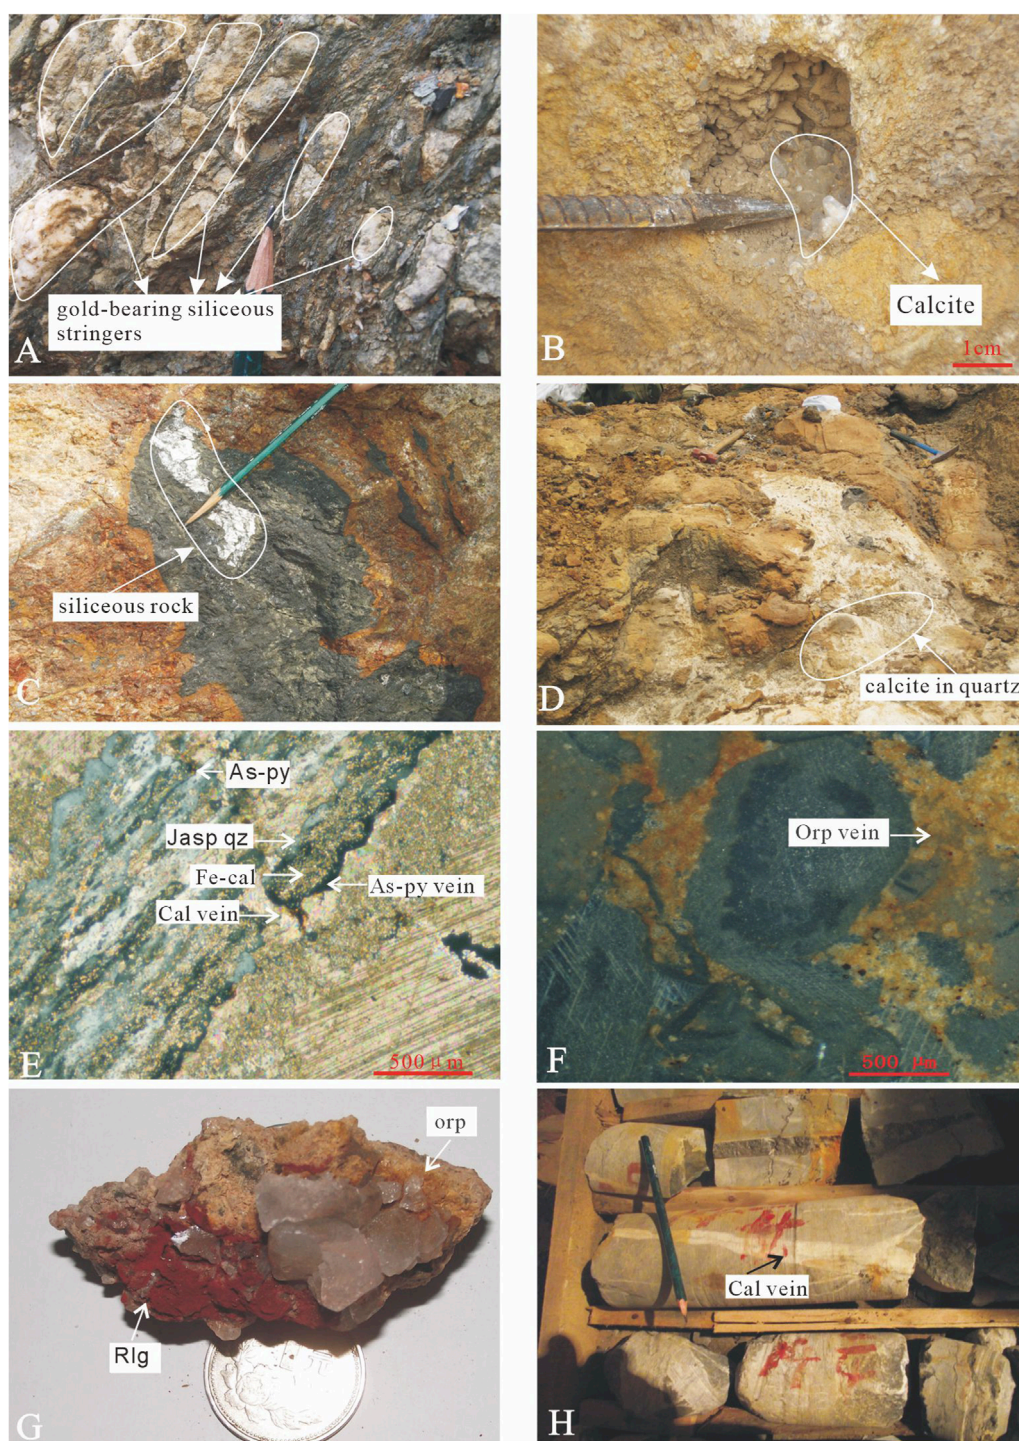 gold-bearing siliceous
stringers
A
Calcite
B
1cm
siliceous rock
C
D
calcite in quartz
As-py
Jasp qz
Fe-cal
As-py vein
Cal vein
E
500 μm
Orp vein
F
500 μm
orp
Rlg
G
Cal vein
H